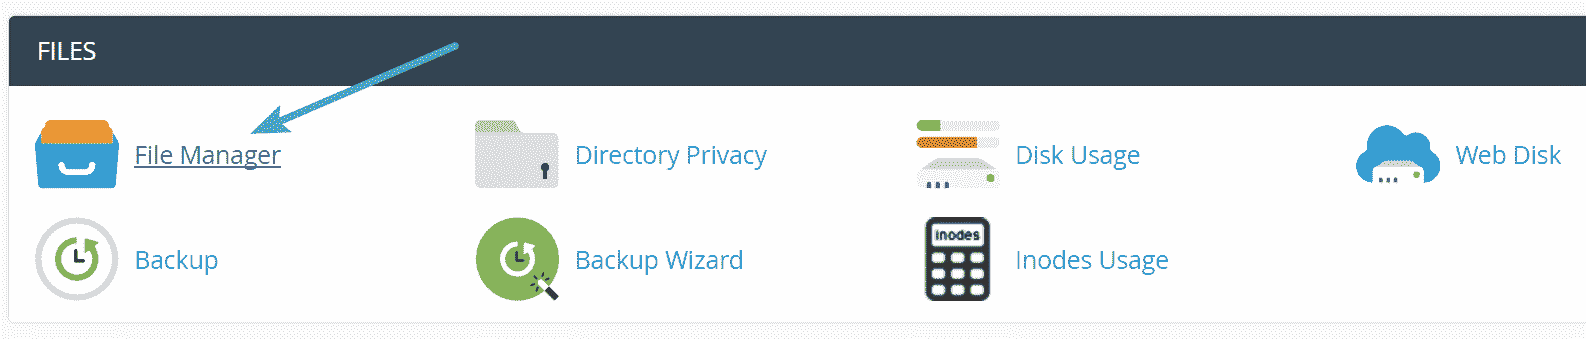 FILES
File Manager
Directory Privacy
Disk Usage
Web Disk
Backup
Backup Wizard
Inodes
Inodes Usage